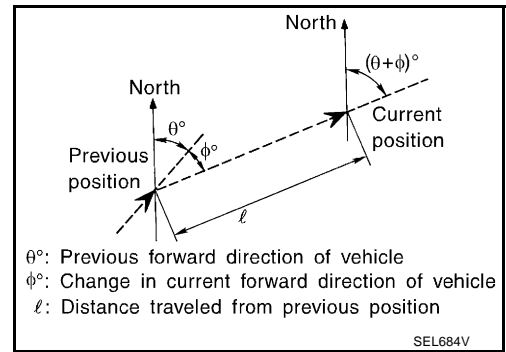 North
(θ+ϕ)°
North
θ°
ϕ°
Current
position
Previous
position
ℓ
θ°: Previous forward direction of vehicle
ϕ°: Change in current forward direction of vehicle
ℓ: Distance traveled from previous position
SEL684V